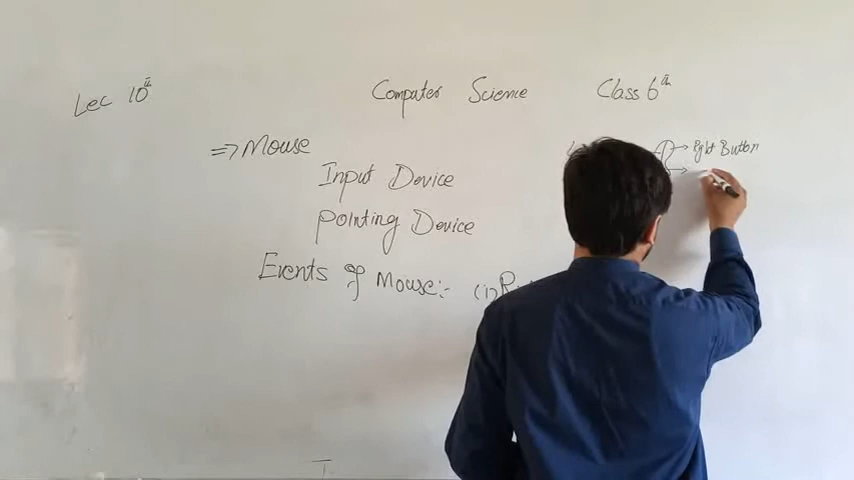 Lec 10th Computer Science Class 6th
⇒ Mouse
Input Device
Pointing Device
Events of Mouse:- (i) R
Right Button